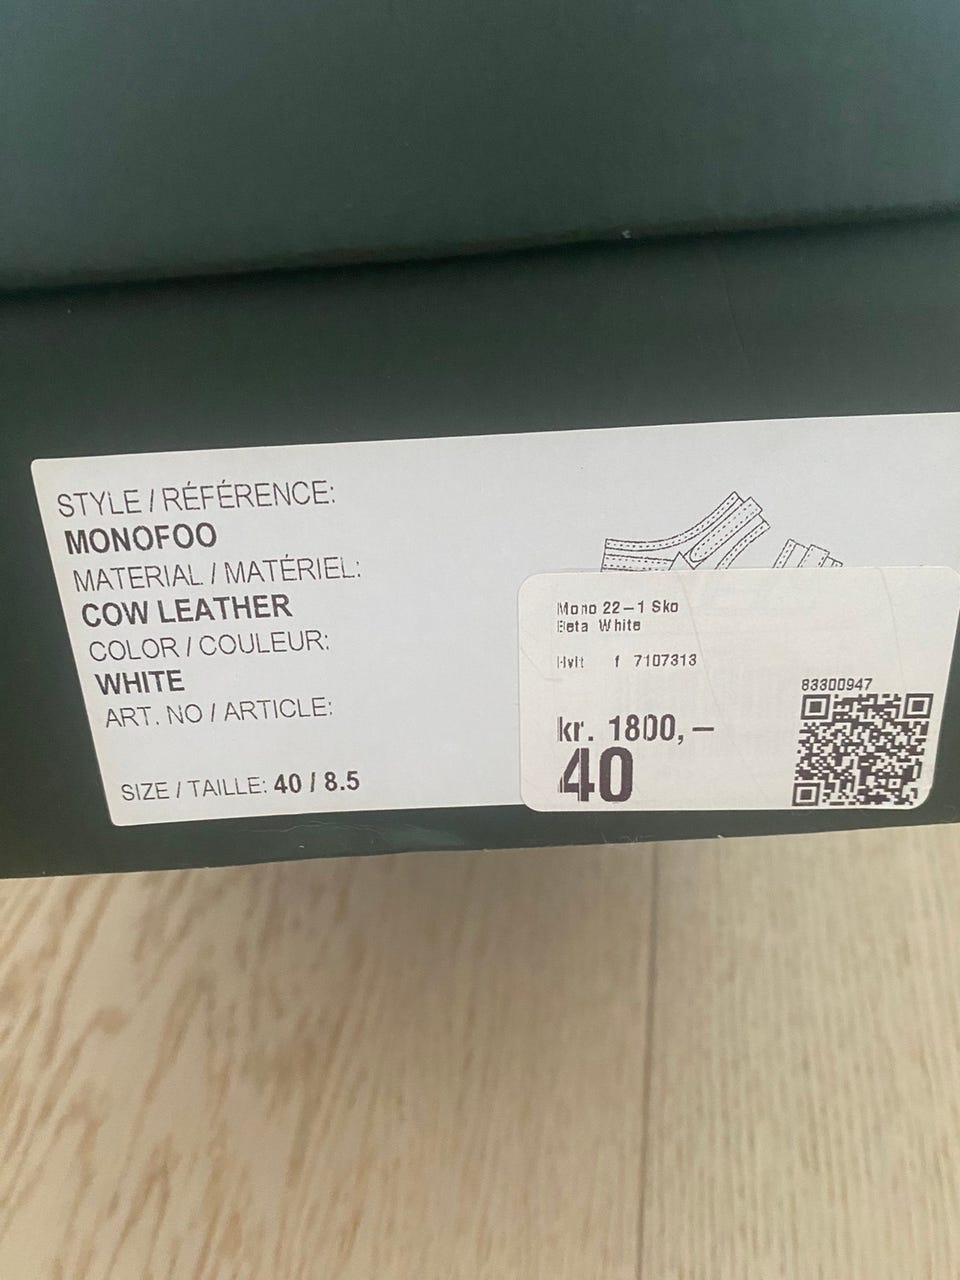 STYLE / RÉFÉRENCE:
MONOFOO
MATERIAL / MATÉRIEL:
COW LEATHER
COLOR / COULEUR:
WHITE
ART. NO / ARTICLE:
SIZE / TAILLE: 40 / 8.5
Mono 22-1 Sko
Beta White
Hvit f 7107313
83300947
kr. 1800,-
40